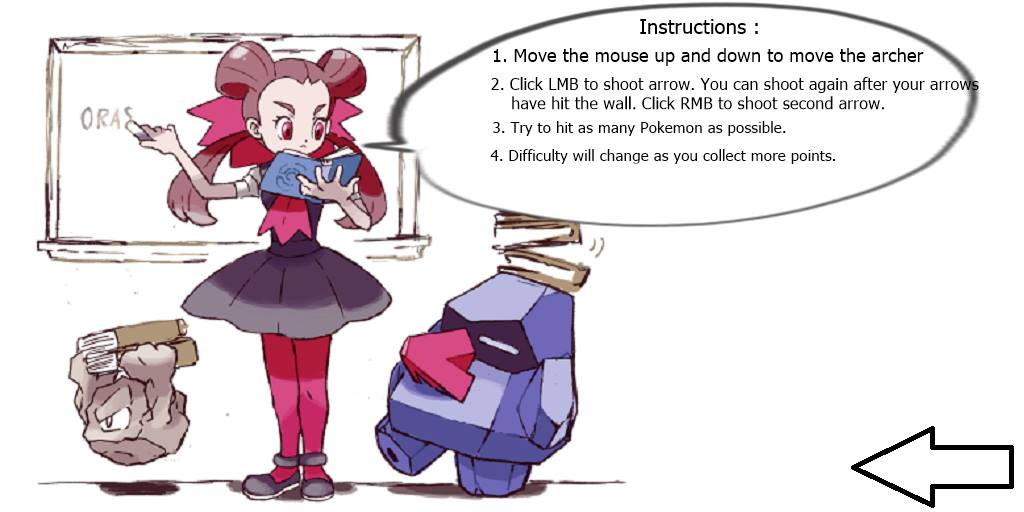 Instructions :
1. Move the mouse up and down to move the archer
2. Click LMB to shoot arrow. You can shoot again after your arrows
have hit the wall. Click RMB to shoot second arrow.
3. Try to hit as many Pokemon as possible.
4. Difficulty will change as you collect more points.
ORAS